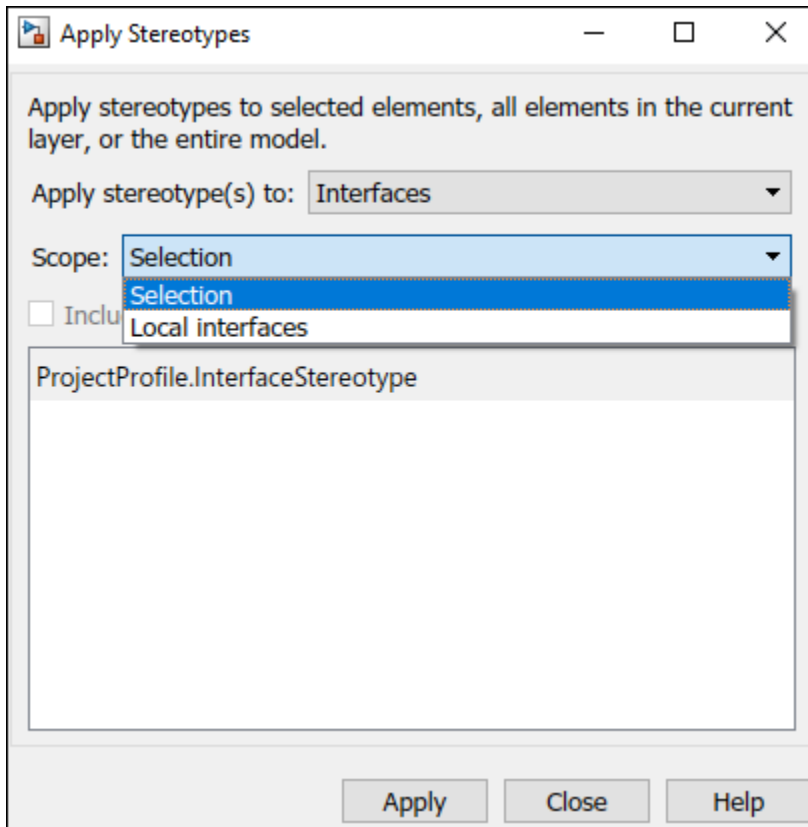 Apply Stereotypes
Apply stereotypes to selected elements, all elements in the current
layer, or the entire model.
Apply stereotype(s) to: Interfaces
Scope: Selection
Selection
Local interfaces
ProjectProfile.InterfaceStereotype
Apply Close Help